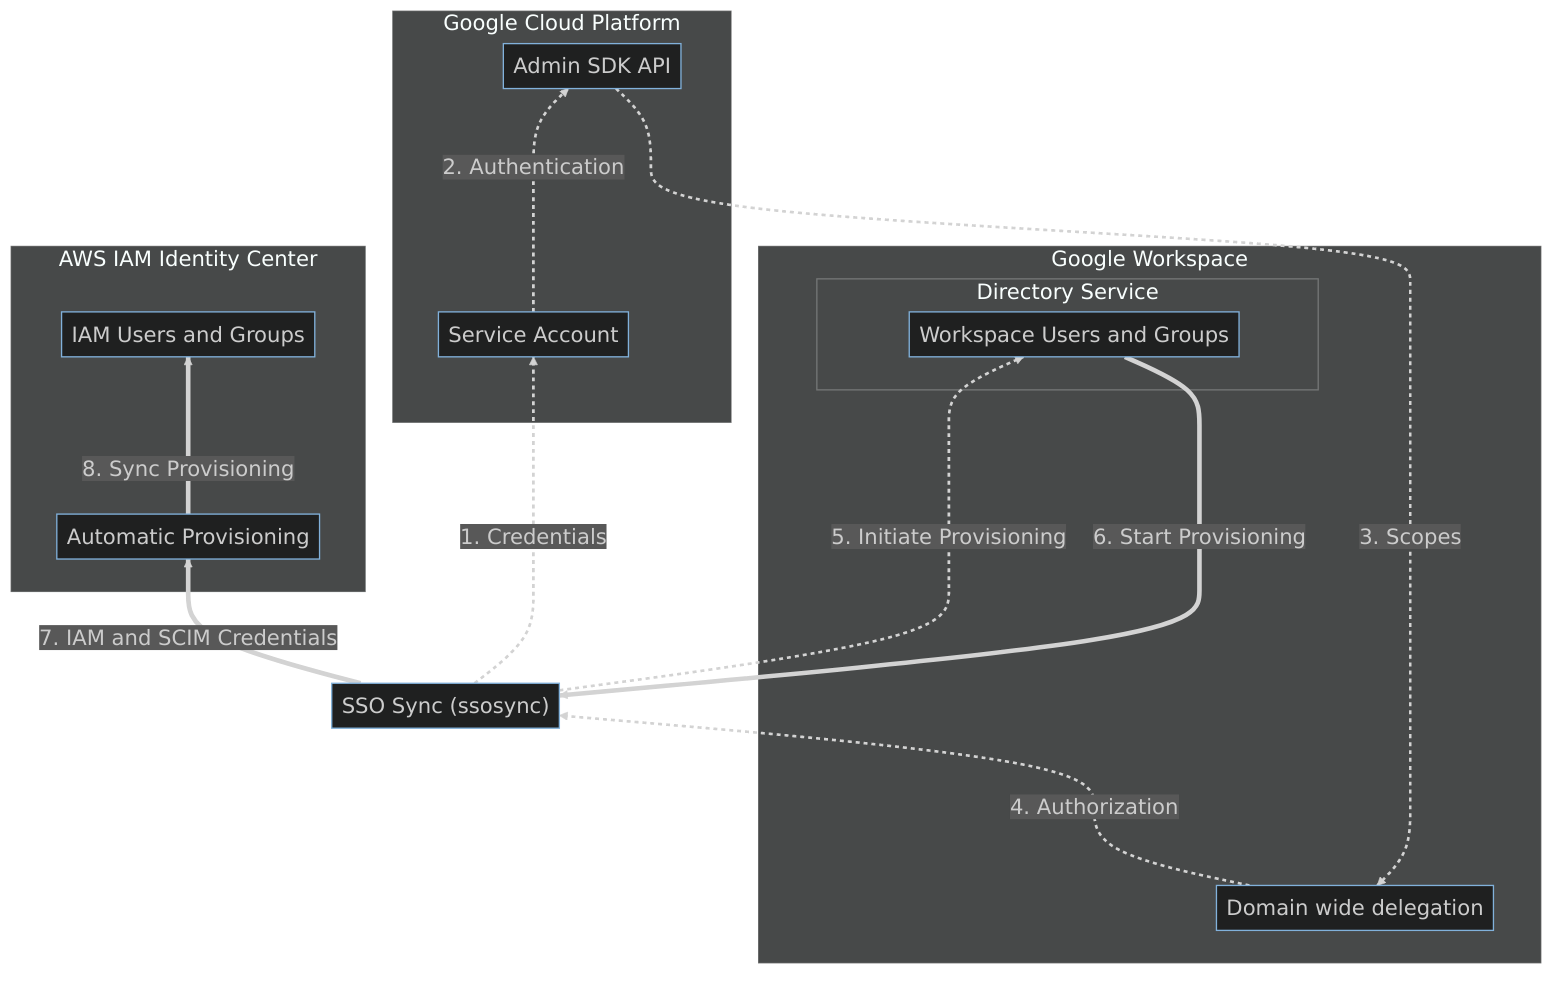 Google Cloud Platform
Admin SDK API
2. Authentication
AWS IAM Identity Center
Google Workspace
Directory Service
IAM Users and Groups
Service Account
Workspace Users and Groups
8. Sync Provisioning
Automatic Provisioning
1. Credentials
5. Initiate Provisioning
6. Start Provisioning
3. Scopes
7. IAM and SCIM Credentials
SSO Sync (ssosync)
4. Authorization
Domain wide delegation